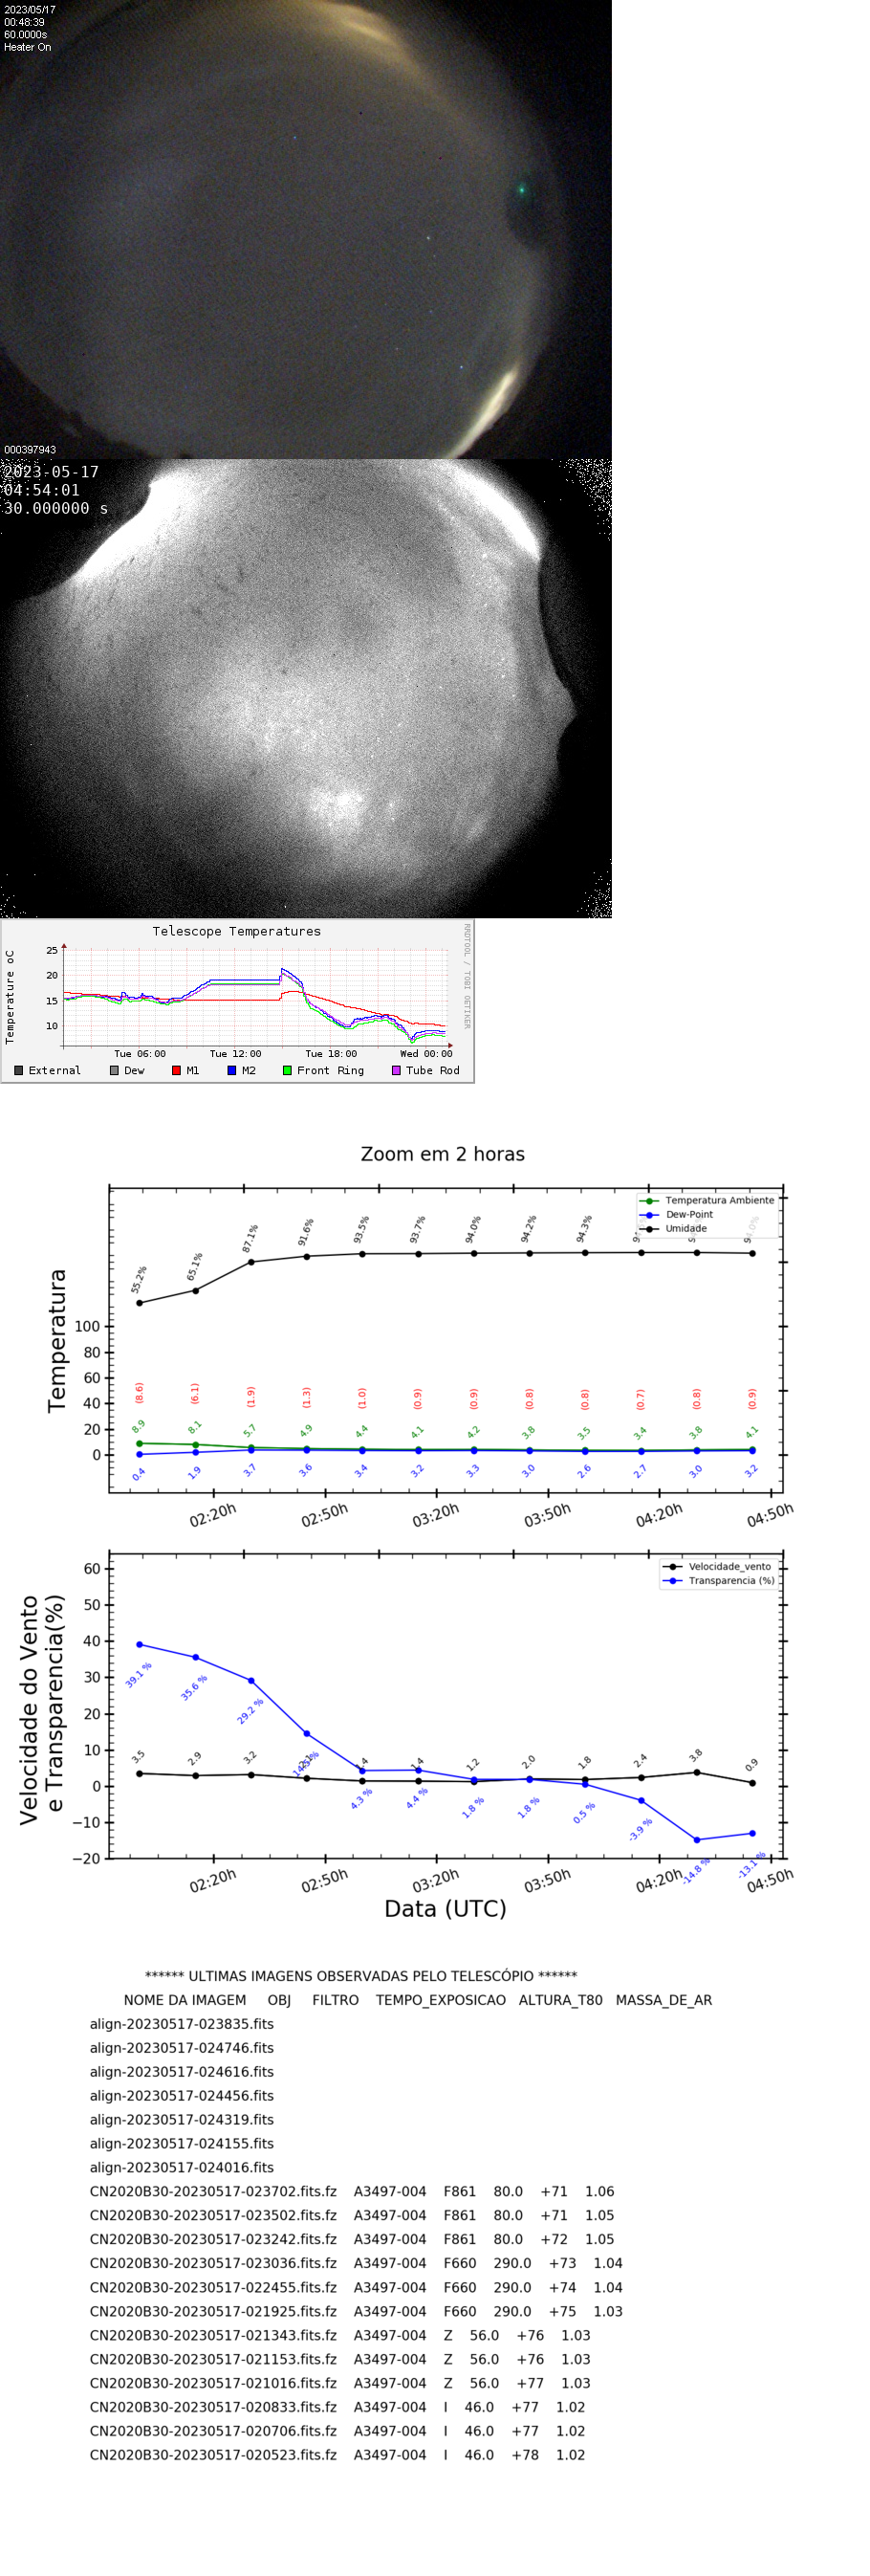 2023/05/17
00:48:39
60.0000s
Heater On
000397943
2023-05-17
04:54:01
30.000000 s
Telescope Temperatures
RRDTOOL / TOBI OETIKER
Temperature oC
25
20
15
10
Tue 06:00 Tue 12:00 Tue 18:00 Wed 00:00
External Dew M1 M2 Front Ring Tube Rod
Zoom em 2 horas
Temperatura Ambiente
Dew-Point
Umidade
55.2% 65.1% 87.1% 91.6% 93.5% 93.7% 94.0% 94.2% 94.3%
Temperatura
100
80
60
40
20
0
(8.6) (6.1) (1.9) (1.3) (1.0) (0.9) (0.9) (0.8) (0.8) (0.7) (0.8) (0.9)
8.9 8.1 5.7 4.9 4.4 4.1 4.2 3.8 3.5 3.4 3.8 4.1
0.4 1.9 3.7 3.6 3.4 3.2 3.3 3.0 2.6 2.7 3.0 3.2
02:20h 02:50h 03:20h 03:50h 04:20h 04:50h
Velocidade_vento
Transparencia (%)
Velocidade do Vento
e Transparencia(%)
60
50
40
30
20
10
0
−10
−20
3.5 2.9 3.2 1.4 1.4 1.2 2.0 1.8 2.4 3.8 0.9
39.1 % 35.6 % 29.2 % 4.3 % 4.4 % 1.8 % 1.8 % 0.5 % -3.9 % -14.8 % -13.1 %
02:20h 02:50h 03:20h 03:50h 04:20h 04:50h
Data (UTC)
****** ULTIMAS IMAGENS OBSERVADAS PELO TELESCÓPIO ******
NOME DA IMAGEM OBJ FILTRO TEMPO_EXPOSICAO ALTURA_T80 MASSA_DE_AR
align-20230517-023835.fits
align-20230517-024746.fits
align-20230517-024616.fits
align-20230517-024456.fits
align-20230517-024319.fits
align-20230517-024155.fits
align-20230517-024016.fits
CN2020B30-20230517-023702.fits.fz A3497-004 F861 80.0 +71 1.06
CN2020B30-20230517-023502.fits.fz A3497-004 F861 80.0 +71 1.05
CN2020B30-20230517-023242.fits.fz A3497-004 F861 80.0 +72 1.05
CN2020B30-20230517-023036.fits.fz A3497-004 F660 290.0 +73 1.04
CN2020B30-20230517-022455.fits.fz A3497-004 F660 290.0 +74 1.04
CN2020B30-20230517-021925.fits.fz A3497-004 F660 290.0 +75 1.03
CN2020B30-20230517-021343.fits.fz A3497-004 Z 56.0 +76 1.03
CN2020B30-20230517-021153.fits.fz A3497-004 Z 56.0 +76 1.03
CN2020B30-20230517-021016.fits.fz A3497-004 Z 56.0 +77 1.03
CN2020B30-20230517-020833.fits.fz A3497-004 I 46.0 +77 1.02
CN2020B30-20230517-020706.fits.fz A3497-004 I 46.0 +77 1.02
CN2020B30-20230517-020523.fits.fz A3497-004 I 46.0 +78 1.02